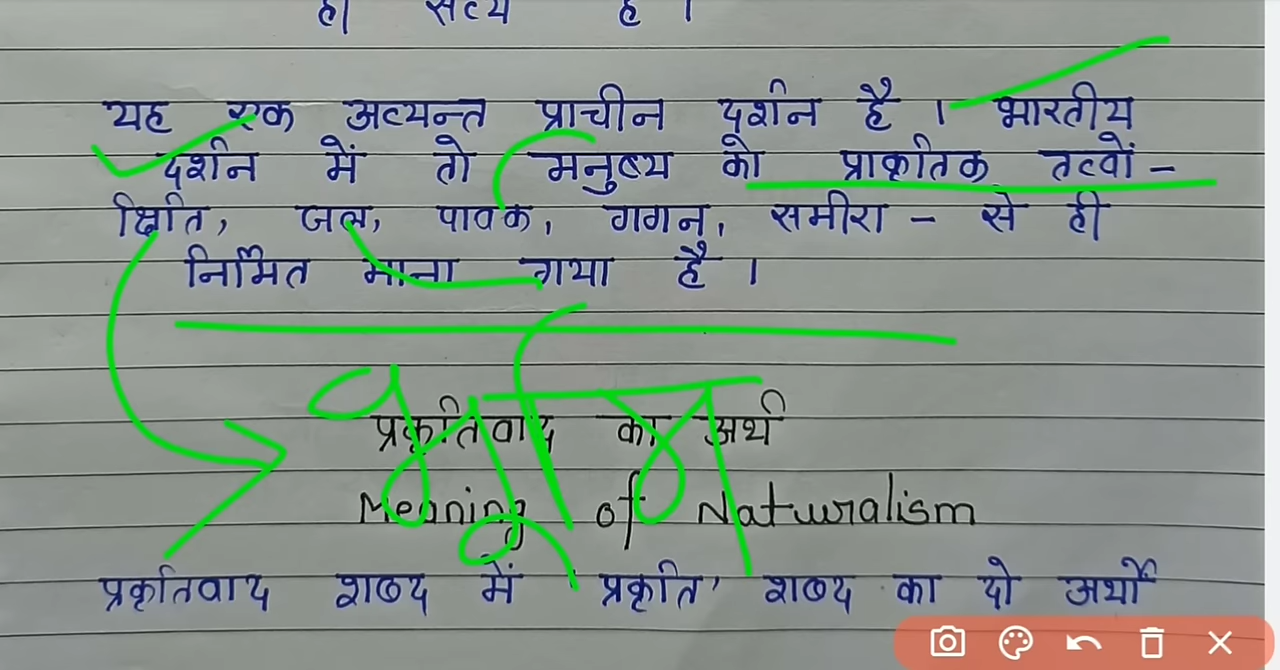 ही सत्य है ।
यह एक अत्यन्त प्राचीन दर्शन है । भारतीय
दर्शन में तो मनुष्य को प्राकृतिक तत्वों -
क्षिति, जल, पावक, गगन, समीरा - से ही
निर्मित माना गया है ।
प्रकृतिवाद का अर्थ
Meaning of Naturalism
प्रकृतिवाद शब्द में 'प्रकृति' शब्द का दो अर्थों